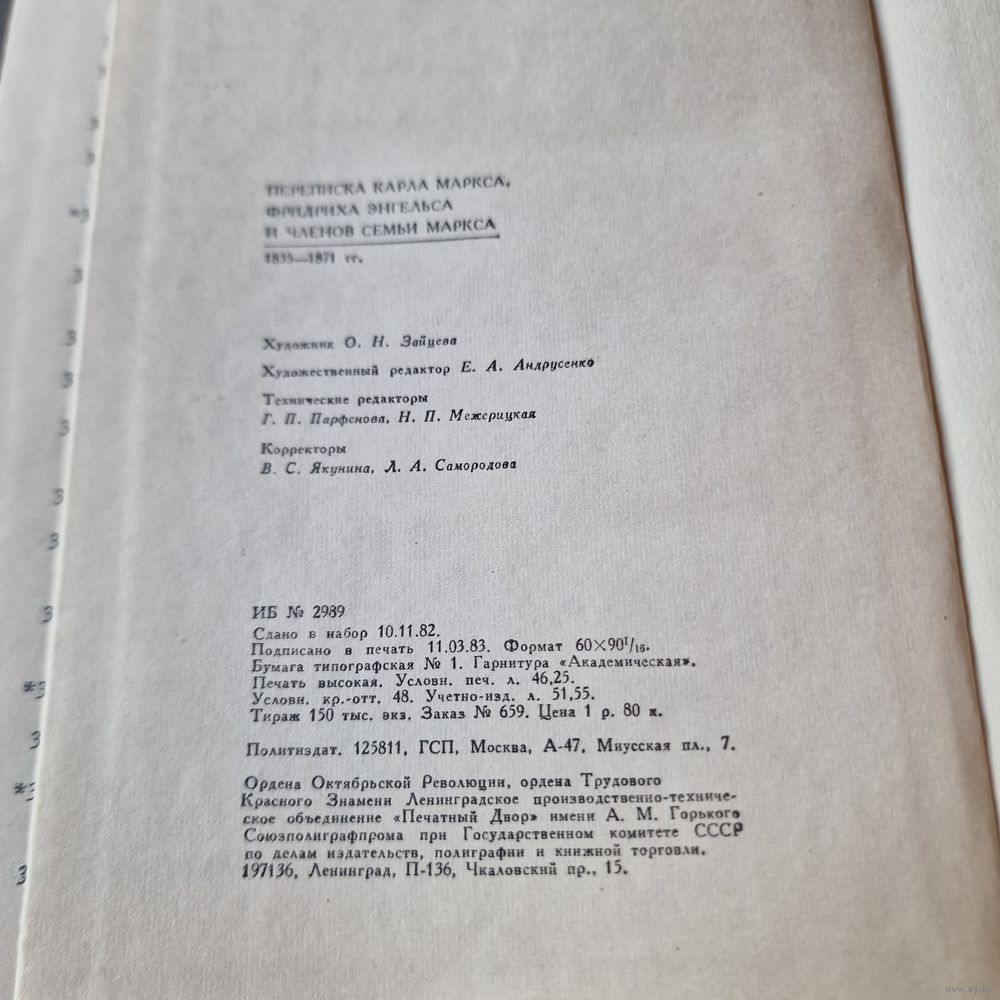 ПЕРЕПИСКА КАРЛА МАРКСА,
ФРИДРИХА ЭНГЕЛЬСА
И ЧЛЕНОВ СЕМЬИ МАРКСА
1835—1871 гг.
Художник О. Н. Зайцева
Художественный редактор Е. А. Андрусенко
Технические редакторы
Г. П. Парфенова, Н. П. Межерицкая
Корректоры
В. С. Якунина, Л. А. Самородова
ИБ № 2989
Сдано в набор 10.11.82.
Подписано в печать 11.03.83. Формат 60×90¹/₁₆.
Бумага типографская № 1. Гарнитура «Академическая».
Печать высокая. Условн. печ. л. 46,25.
Условн. кр.-отт. 48. Учетно-изд. л. 51,55.
Тираж 150 тыс. экз. Заказ № 659. Цена 1 р. 80 к.
Политиздат. 125811, ГСП, Москва, А-47, Миусская пл., 7.
Ордена Октябрьской Революции, ордена Трудового
Красного Знамени Ленинградское производственно-техниче-
ское объединение «Печатный Двор» имени А. М. Горького
Союзполиграфпрома при Государственном комитете СССР
по делам издательств, полиграфии и книжной торговли.
197136, Ленинград, П-136, Чкаловский пр., 15.
www.ay.by